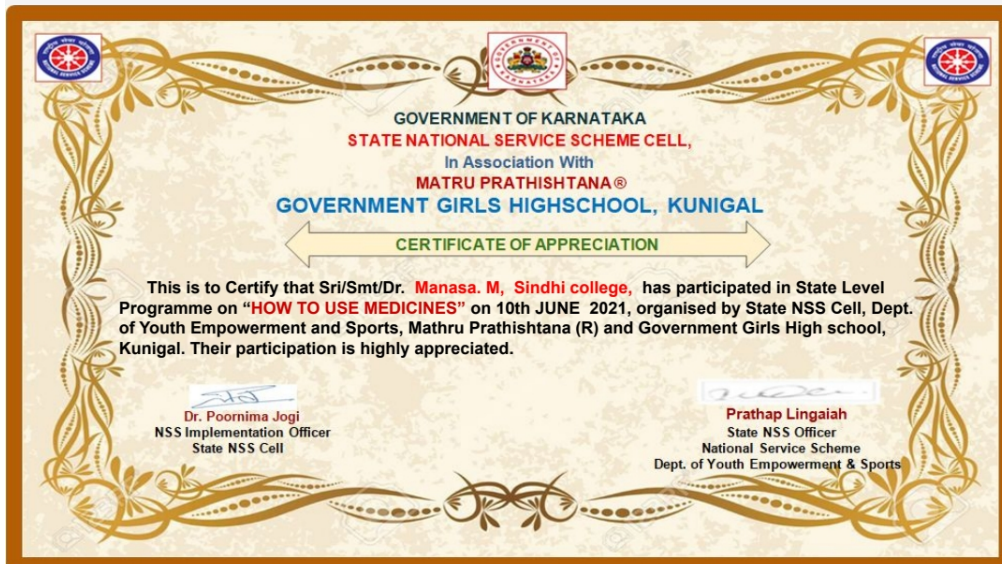 GOVERNMENT OF KARNATAKA
STATE NATIONAL SERVICE SCHEME CELL,
In Association With
MATRU PRATHISHTANA®
GOVERNMENT GIRLS HIGHSCHOOL, KUNIGAL
CERTIFICATE OF APPRECIATION
This is to Certify that Sri/Smt/Dr. Manasa. M, Sindhi college, has participated in State Level
Programme on “HOW TO USE MEDICINES” on 10th JUNE 2021, organised by State NSS Cell, Dept.
of Youth Empowerment and Sports, Mathru Prathishtana (R) and Government Girls High school,
Kunigal. Their participation is highly appreciated.
Dr. Poornima Jogi
NSS Implementation Officer
State NSS Cell
Prathap Lingaiah
State NSS Officer
National Service Scheme
Dept. of Youth Empowerment & Sports